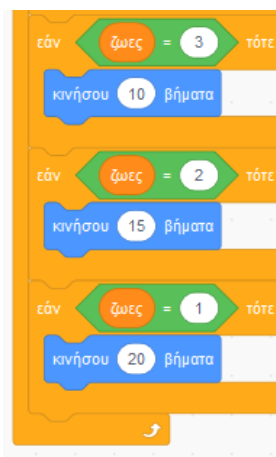 εάν ζωες = 3 τότε
κινήσου 10 βήματα
εάν ζωες = 2 τότε
κινήσου 15 βήματα
εάν ζωες = 1 τότε
κινήσου 20 βήματα